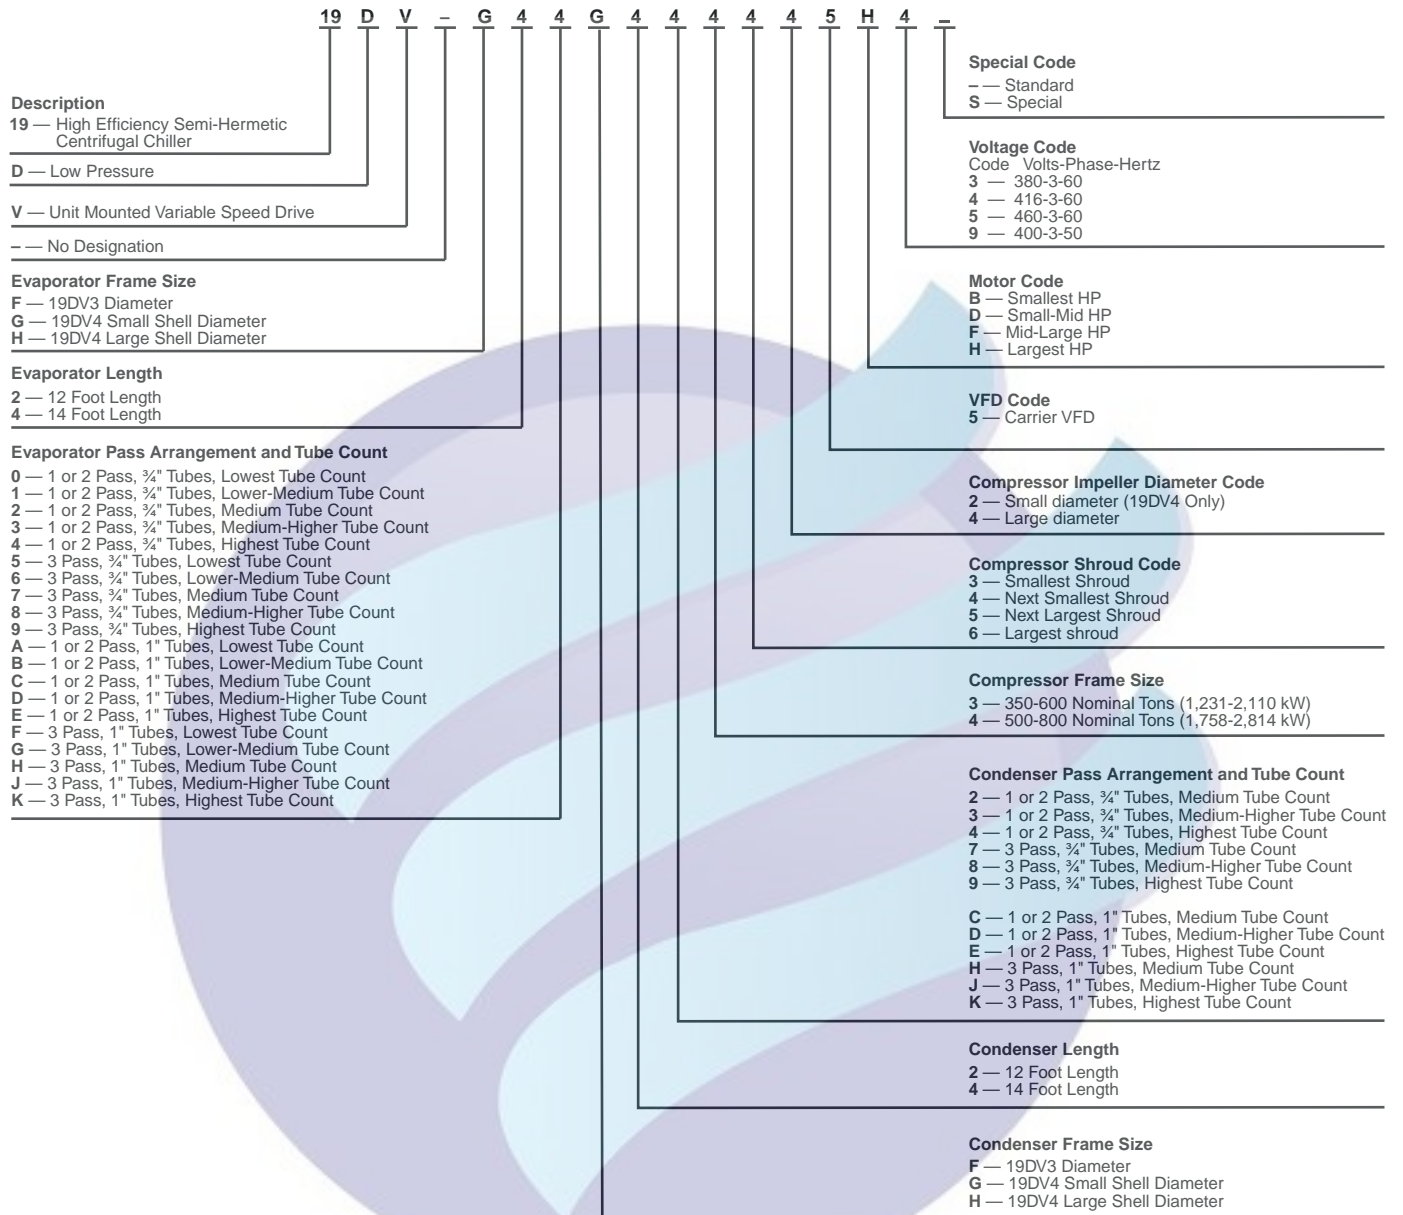 19 D V – G 4 4 G 4 4 4 4 4 5 H 4 –
Description
19 — High Efficiency Semi-Hermetic
Centrifugal Chiller
D — Low Pressure
V — Unit Mounted Variable Speed Drive
– — No Designation
Evaporator Frame Size
F — 19DV3 Diameter
G — 19DV4 Small Shell Diameter
H — 19DV4 Large Shell Diameter
Evaporator Length
2 — 12 Foot Length
4 — 14 Foot Length
Evaporator Pass Arrangement and Tube Count
0 — 1 or 2 Pass, ¾" Tubes, Lowest Tube Count
1 — 1 or 2 Pass, ¾" Tubes, Lower-Medium Tube Count
2 — 1 or 2 Pass, ¾" Tubes, Medium Tube Count
3 — 1 or 2 Pass, ¾" Tubes, Medium-Higher Tube Count
4 — 1 or 2 Pass, ¾" Tubes, Highest Tube Count
5 — 3 Pass, ¾" Tubes, Lowest Tube Count
6 — 3 Pass, ¾" Tubes, Lower-Medium Tube Count
7 — 3 Pass, ¾" Tubes, Medium Tube Count
8 — 3 Pass, ¾" Tubes, Medium-Higher Tube Count
9 — 3 Pass, ¾" Tubes, Highest Tube Count
A — 1 or 2 Pass, 1" Tubes, Lowest Tube Count
B — 1 or 2 Pass, 1" Tubes, Lower-Medium Tube Count
C — 1 or 2 Pass, 1" Tubes, Medium Tube Count
D — 1 or 2 Pass, 1" Tubes, Medium-Higher Tube Count
E — 1 or 2 Pass, 1" Tubes, Highest Tube Count
F — 3 Pass, 1" Tubes, Lowest Tube Count
G — 3 Pass, 1" Tubes, Lower-Medium Tube Count
H — 3 Pass, 1" Tubes, Medium Tube Count
J — 3 Pass, 1" Tubes, Medium-Higher Tube Count
K — 3 Pass, 1" Tubes, Highest Tube Count
Special Code
– — Standard
S — Special
Voltage Code
Code Volts-Phase-Hertz
3 — 380-3-60
4 — 416-3-60
5 — 460-3-60
9 — 400-3-50
Motor Code
B — Smallest HP
D — Small-Mid HP
F — Mid-Large HP
H — Largest HP
VFD Code
5 — Carrier VFD
Compressor Impeller Diameter Code
2 — Small diameter (19DV4 Only)
4 — Large diameter
Compressor Shroud Code
3 — Smallest Shroud
4 — Next Smallest Shroud
5 — Next Largest Shroud
6 — Largest shroud
Compressor Frame Size
3 — 350-600 Nominal Tons (1,231-2,110 kW)
4 — 500-800 Nominal Tons (1,758-2,814 kW)
Condenser Pass Arrangement and Tube Count
2 — 1 or 2 Pass, ¾" Tubes, Medium Tube Count
3 — 1 or 2 Pass, ¾" Tubes, Medium-Higher Tube Count
4 — 1 or 2 Pass, ¾" Tubes, Highest Tube Count
7 — 3 Pass, ¾" Tubes, Medium Tube Count
8 — 3 Pass, ¾" Tubes, Medium-Higher Tube Count
9 — 3 Pass, ¾" Tubes, Highest Tube Count
C — 1 or 2 Pass, 1" Tubes, Medium Tube Count
D — 1 or 2 Pass, 1" Tubes, Medium-Higher Tube Count
E — 1 or 2 Pass, 1" Tubes, Highest Tube Count
H — 3 Pass, 1" Tubes, Medium Tube Count
J — 3 Pass, 1" Tubes, Medium-Higher Tube Count
K — 3 Pass, 1" Tubes, Highest Tube Count
Condenser Length
2 — 12 Foot Length
4 — 14 Foot Length
Condenser Frame Size
F — 19DV3 Diameter
G — 19DV4 Small Shell Diameter
H — 19DV4 Large Shell Diameter